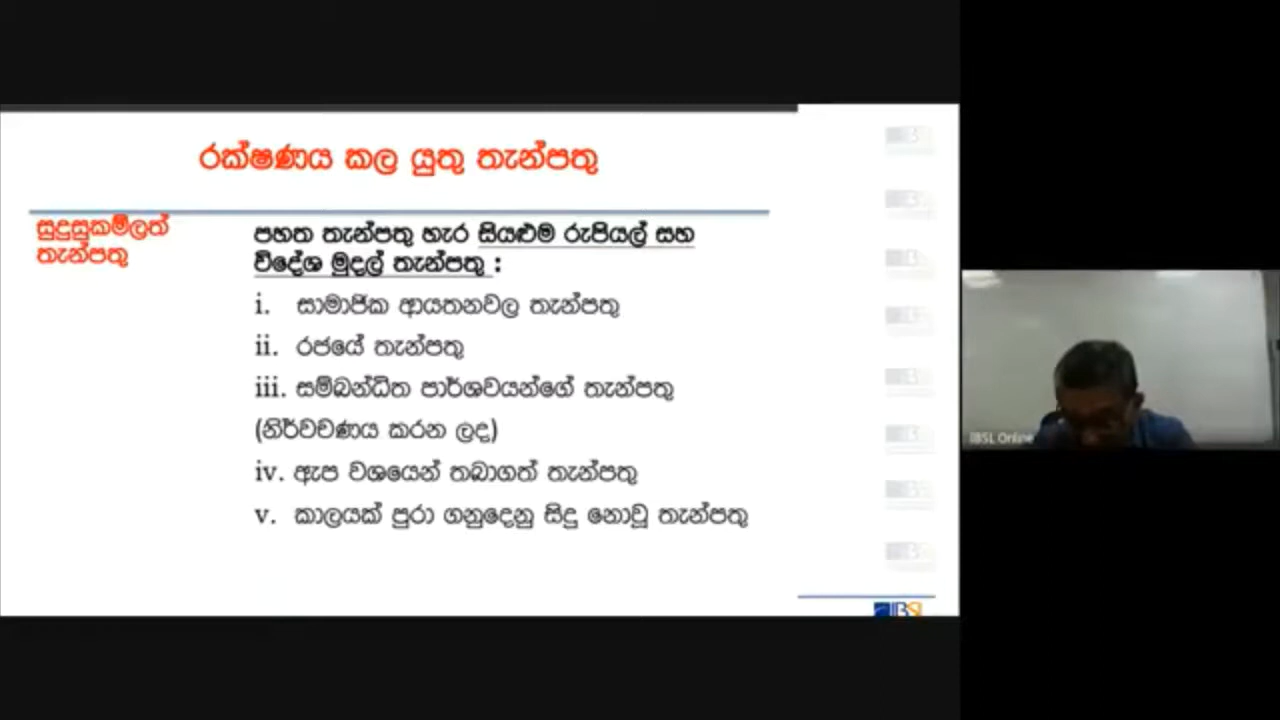 රක්ෂණය කල යුතු තැන්පතු
සුදුසුකම්ලත්
තැන්පතු
පහත තැන්පතු හැර සියළුම රුපියල් සහ
විදේශ මුදල් තැන්පතු :
i. සාමාජික ආයතනවල තැන්පතු
ii. රජයේ තැන්පතු
iii. සම්බන්ධිත පාර්ශවයන්ගේ තැන්පතු
(නිර්වචණය කරන ලද)
iv. ඇප වශයෙන් තබාගත් තැන්පතු
v. කාලයක් පුරා ගනුදෙනු සිදු නොවූ තැන්පතු
IBSL
IBSL Online